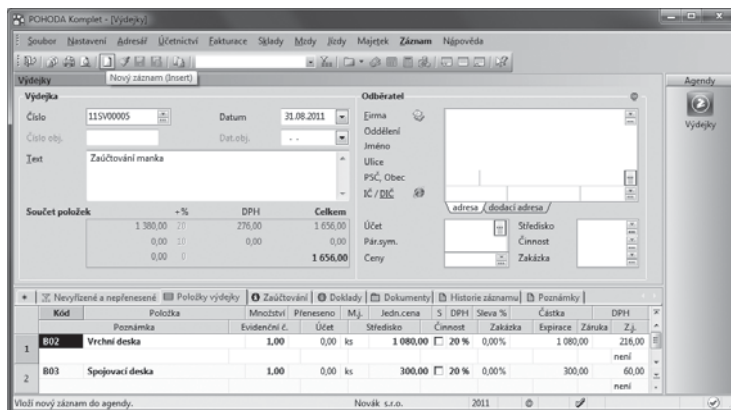 POHODA Komplet - [Výdejky]
Soubor Nastavení Adresář Účetnictví Fakturace Sklady Mzdy Jízdy Majetek Záznam Nápověda
Nový záznam (Insert)
Výdejky
Agendy
Výdejky
Výdejka
Číslo 11SV00005 Datum 31.08.2011
Číslo obj. Dat.obj. . .
Text Zaúčtování manka
Součet položek +% DPH Celkem
1 380,00 20 276,00 1 656,00
0,00 10 0,00 0,00
0,00 0 1 656,00
Odběratel
Firma
Oddělení
Jméno
Ulice
PSČ, Obec
IČ / DIČ
adresa dodací adresa
Účet Středisko
Pár.sym. Činnost
Ceny Zakázka
* Nevyřízené a nepřenesené Položky výdejky Zaúčtování Doklady Dokumenty Historie záznamu Poznámky
Kód Položka Množství Přeneseno M.j. Jedn.cena S DPH Sleva % Částka DPH
Poznámka Evidenční č. Účet Středisko Činnost Zakázka Expirace Záruka Z.j.
1 B02 Vrchní deska 1,00 0,00 ks 1 080,00 20 % 0,00% 1 080,00 216,00
není
2 B03 Spojovací deska 1,00 0,00 ks 300,00 20 % 0,00% 300,00 60,00
není
Vloží nový záznam do agendy. Novák s.r.o. 2011 @